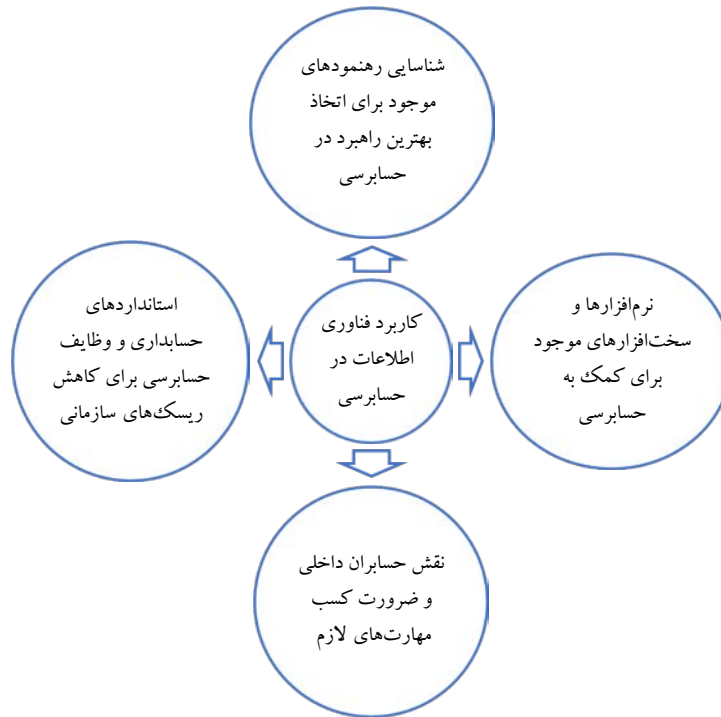 شناسایی رهنمودهای
موجود برای اتخاذ
بهترین راهبرد در
حسابرسی
نرم‌افزارها و
سخت‌افزارهای موجود
برای کمک به
حسابرسی
کاربرد فناوری
اطلاعات در
حسابرسی
استانداردهای
حسابداری و وظایف
حسابرسی برای کاهش
ریسک‌های سازمانی
نقش حسابران داخلی
و ضرورت کسب
مهارت‌های لازم